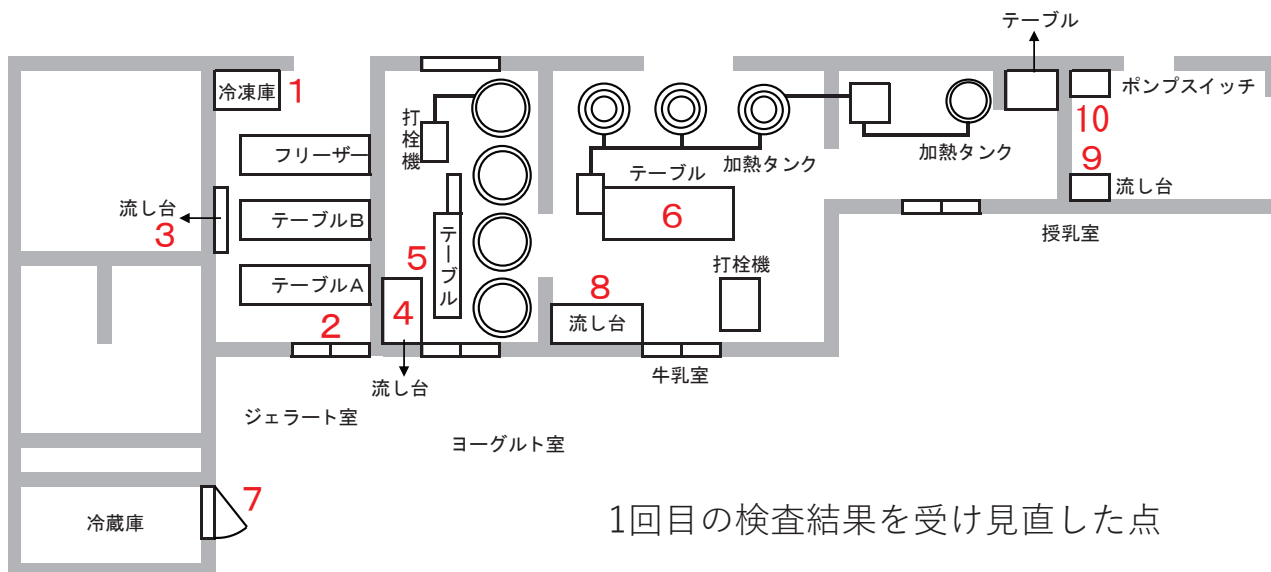 テーブル
冷凍庫
1
打栓機
フリーザー
加熱タンク
加熱タンク
ポンプスイッチ
10
テーブル
9
流し台
流し台
3
テーブルB
6
5
テーブル
授乳室
打栓機
テーブルA
8
4
流し台
2
流し台
牛乳室
ジェラート室
ヨーグルト室
7
冷蔵庫
1回目の検査結果を受け見直した点